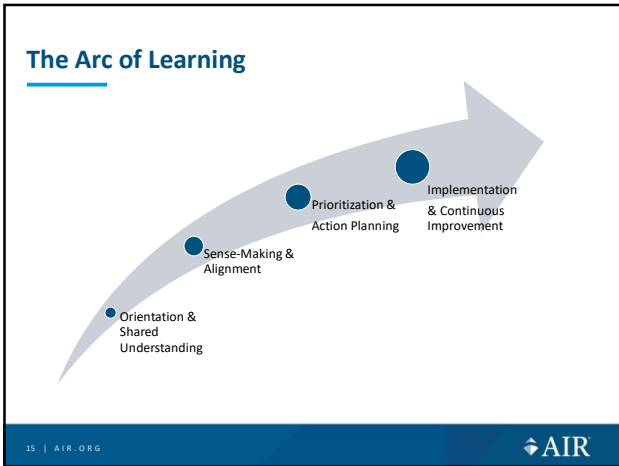 The Arc of Learning
Implementation
& Continuous
Improvement
Prioritization &
Action Planning
Sense-Making &
Alignment
Orientation &
Shared
Understanding
15 | AIR.ORG
AIR